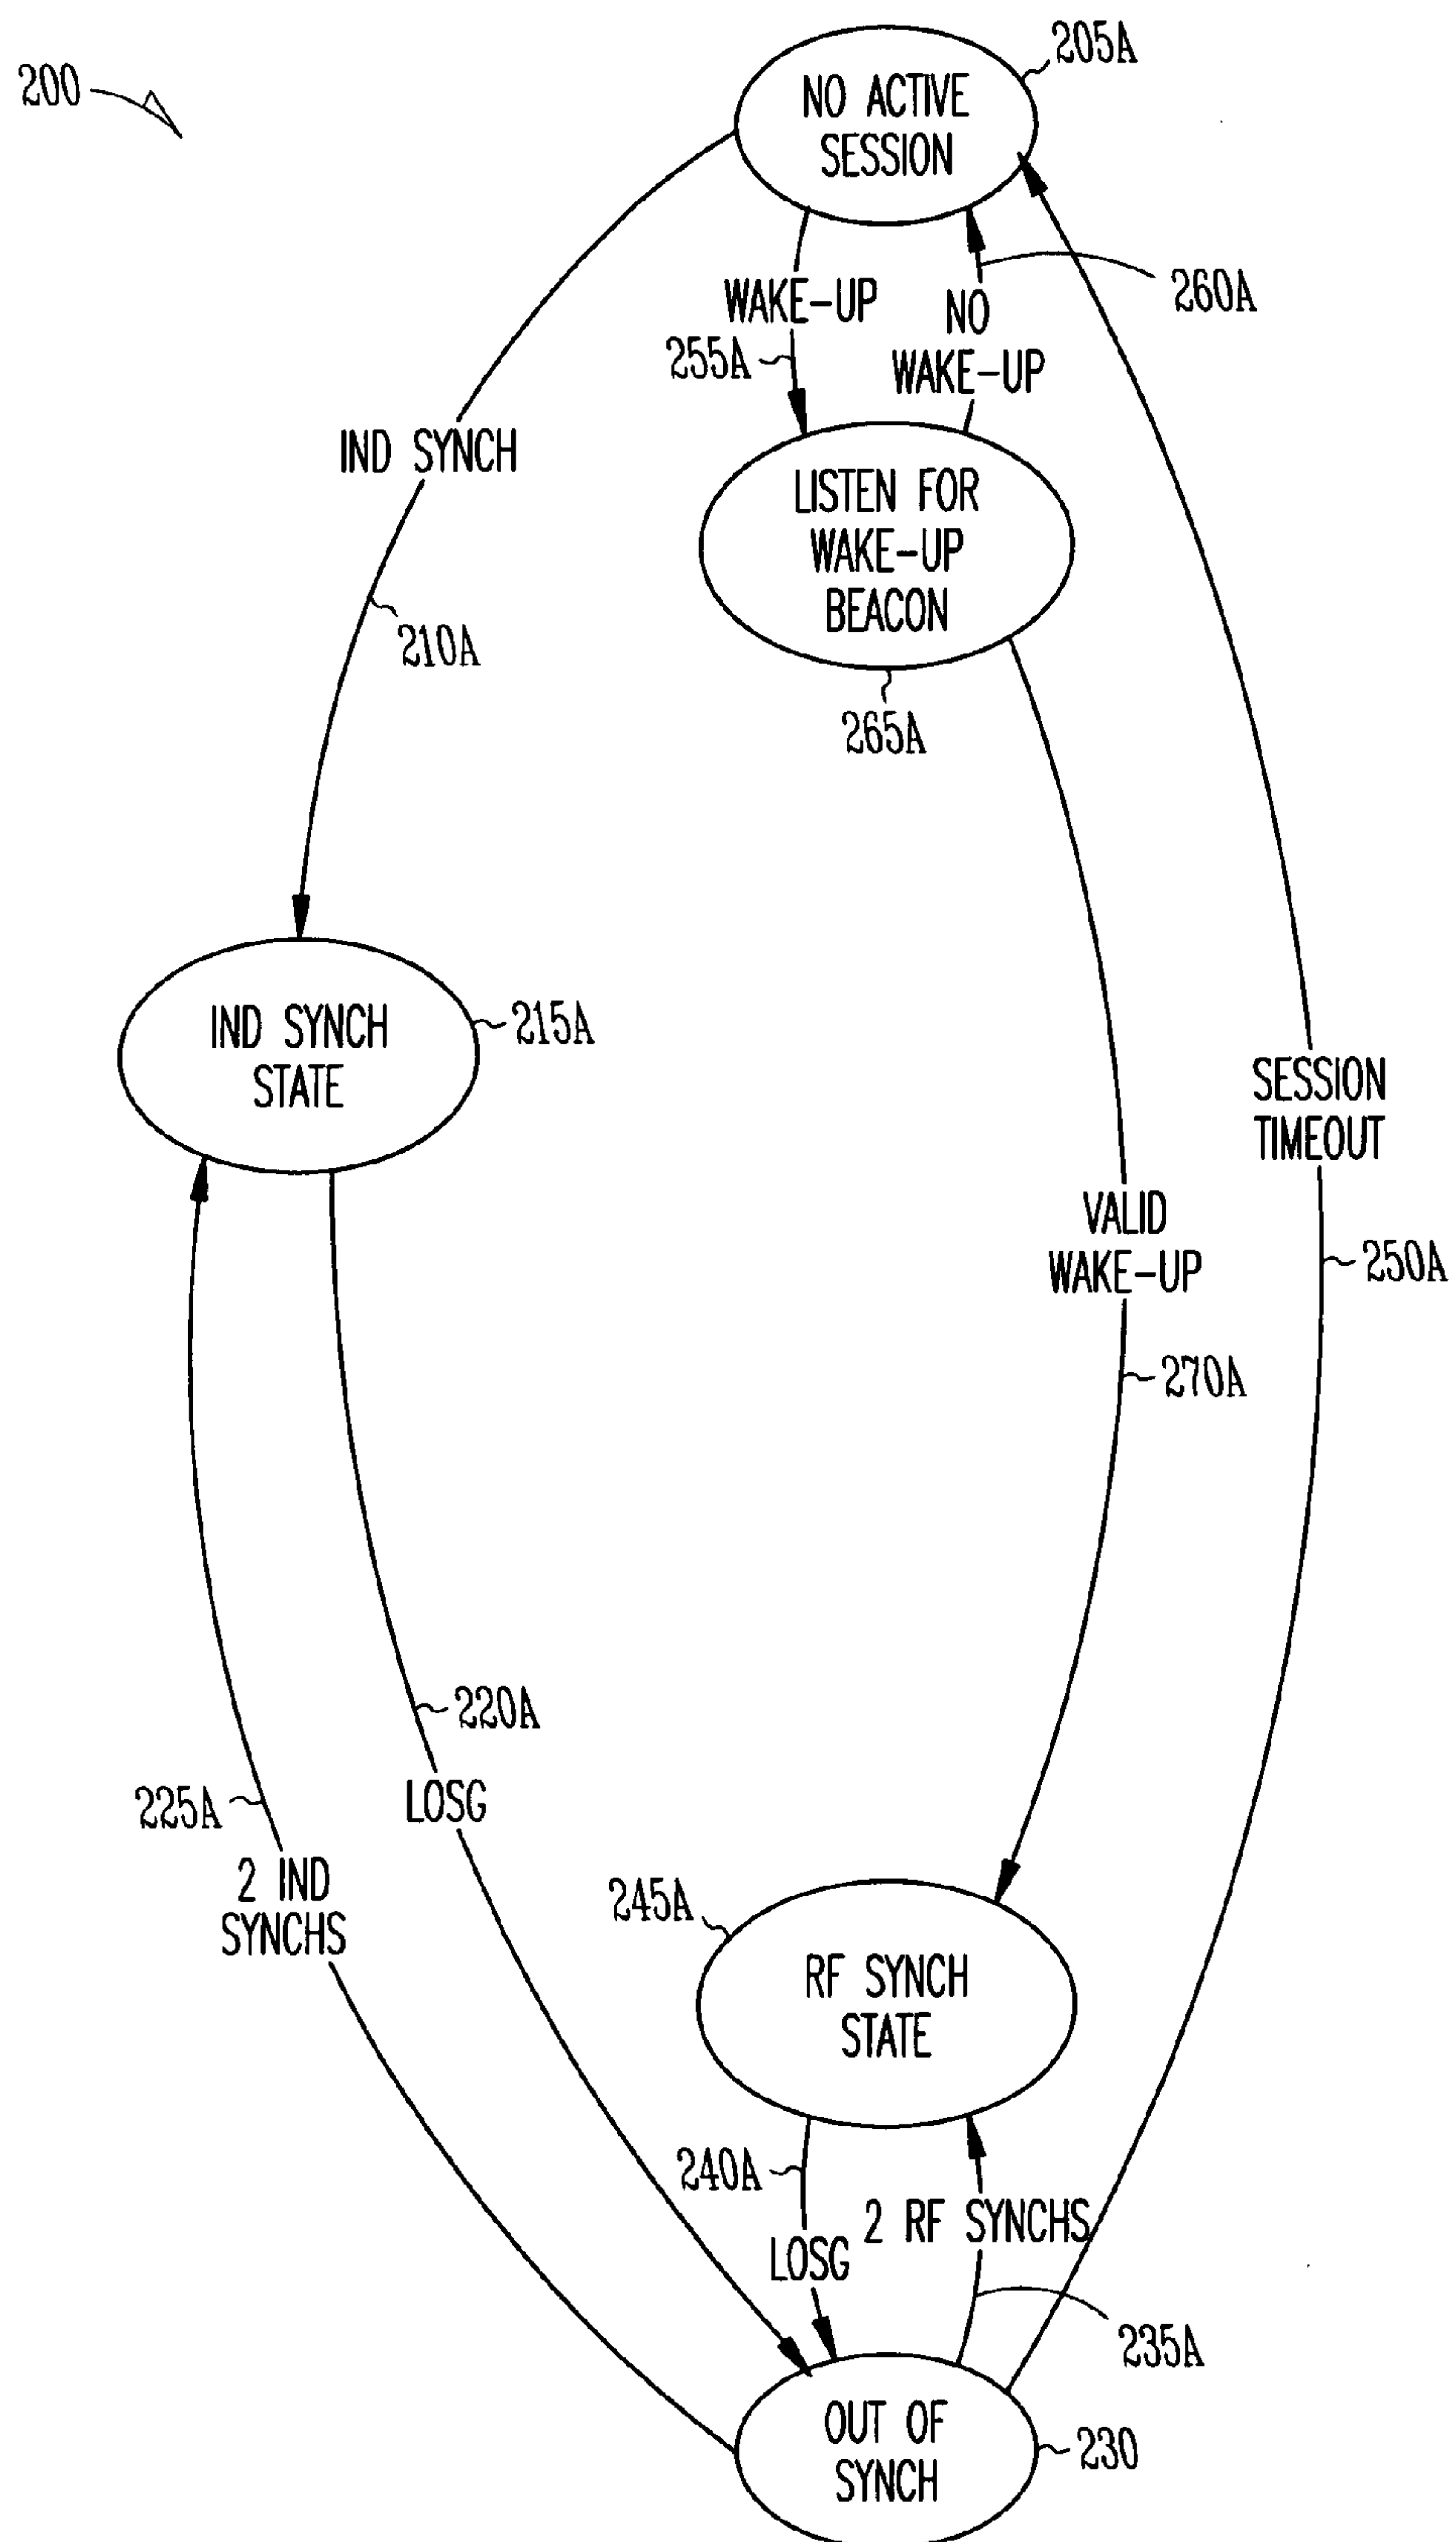 200
205A
NO ACTIVE
SESSION
WAKE-UP
255A
NO
WAKE-UP
260A
IND SYNCH
210A
LISTEN FOR
WAKE-UP
BEACON
265A
IND SYNCH
STATE
215A
SESSION
TIMEOUT
250A
VALID
WAKE-UP
270A
220A
LOSG
225A
2 IND
SYNCHS
245A
RF SYNCH
STATE
240A
LOSG
2 RF SYNCHS
235A
OUT OF
SYNCH
230